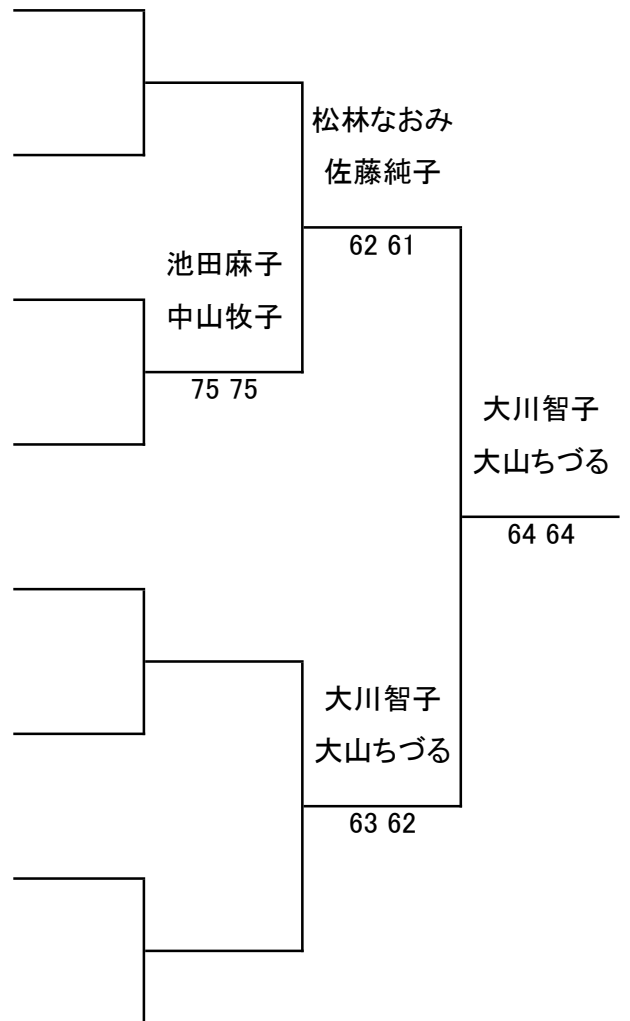 松林なおみ
佐藤純子
62 61
池田麻子
中山牧子
75 75
大川智子
大山ちづる
64 64
大川智子
大山ちづる
63 62